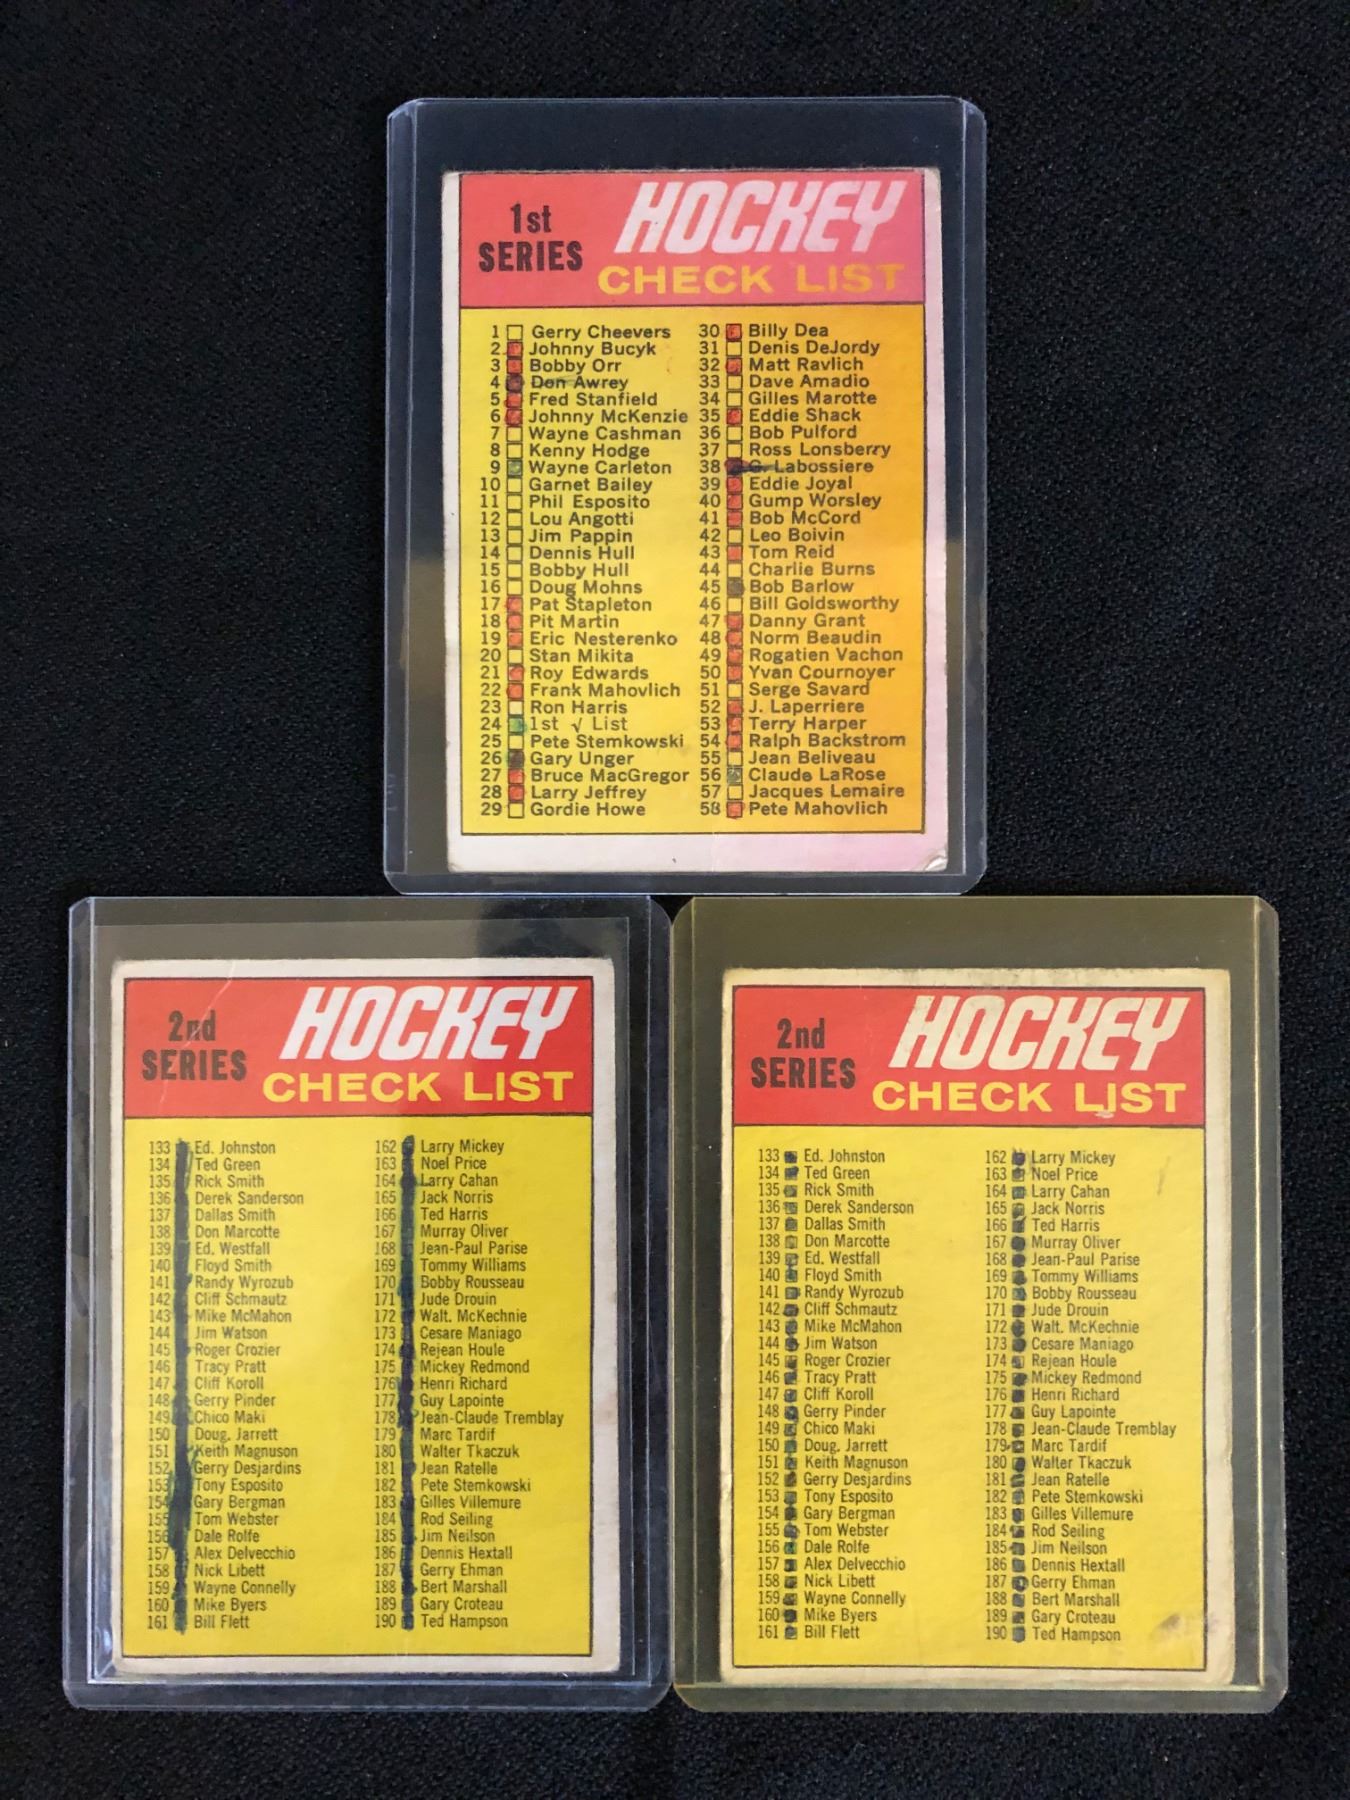 1st
SERIES
HOCKEY
CHECK LIST
1 Gerry Cheevers
2 Johnny Bucyk
3 Bobby Orr
4 Don Awrey
5 Fred Stanfield
6 Johnny McKenzie
7 Wayne Cashman
8 Kenny Hodge
9 Wayne Carleton
10 Garnet Bailey
11 Phil Esposito
12 Lou Angotti
13 Jim Pappin
14 Dennis Hull
15 Bobby Hull
16 Doug Mohns
17 Pat Stapleton
18 Pit Martin
19 Eric Nesterenko
20 Stan Mikita
21 Roy Edwards
22 Frank Mahovlich
23 Ron Harris
24 1st √ List
25 Pete Stemkowski
26 Gary Unger
27 Bruce MacGregor
28 Larry Jeffrey
29 Gordie Howe
30 Billy Dea
31 Denis DeJordy
32 Matt Ravlich
33 Dave Amadio
34 Gilles Marotte
35 Eddie Shack
36 Bob Pulford
37 Ross Lonsberry
38 G. Labossiere
39 Eddie Joyal
40 Gump Worsley
41 Bob McCord
42 Leo Boivin
43 Tom Reid
44 Charlie Burns
45 Bob Barlow
46 Bill Goldsworthy
47 Danny Grant
48 Norm Beaudin
49 Rogatien Vachon
50 Yvan Cournoyer
51 Serge Savard
52 J. Laperriere
53 Terry Harper
54 Ralph Backstrom
55 Jean Beliveau
56 Claude LaRose
57 Jacques Lemaire
58 Pete Mahovlich
2nd
SERIES
HOCKEY
CHECK LIST
133 Ed. Johnston
134 Ted Green
135 Rick Smith
136 Derek Sanderson
137 Dallas Smith
138 Don Marcotte
139 Ed. Westfall
140 Floyd Smith
141 Randy Wyrozub
142 Cliff Schmautz
143 Mike McMahon
144 Jim Watson
145 Roger Crozier
146 Tracy Pratt
147 Cliff Koroll
148 Gerry Pinder
149 Chico Maki
150 Doug. Jarrett
151 Keith Magnuson
152 Gerry Desjardins
153 Tony Esposito
154 Gary Bergman
155 Tom Webster
156 Dale Rolfe
157 Alex Delvecchio
158 Nick Libett
159 Wayne Connelly
160 Mike Byers
161 Bill Flett
162 Larry Mickey
163 Noel Price
164 Larry Cahan
165 Jack Norris
166 Ted Harris
167 Murray Oliver
168 Jean-Paul Parise
169 Tommy Williams
170 Bobby Rousseau
171 Jude Drouin
172 Walt. McKechnie
173 Cesare Maniago
174 Rejean Houle
175 Mickey Redmond
176 Henri Richard
177 Guy Lapointe
178 Jean-Claude Tremblay
179 Marc Tardif
180 Walter Tkaczuk
181 Jean Ratelle
182 Pete Stemkowski
183 Gilles Villemure
184 Rod Seiling
185 Jim Neilson
186 Dennis Hextall
187 Gerry Ehman
188 Bert Marshall
189 Gary Croteau
190 Ted Hampson
2nd
SERIES
HOCKEY
CHECK LIST
133 Ed. Johnston
134 Ted Green
135 Rick Smith
136 Derek Sanderson
137 Dallas Smith
138 Don Marcotte
139 Ed. Westfall
140 Floyd Smith
141 Randy Wyrozub
142 Cliff Schmautz
143 Mike McMahon
144 Jim Watson
145 Roger Crozier
146 Tracy Pratt
147 Cliff Koroll
148 Gerry Pinder
149 Chico Maki
150 Doug. Jarrett
151 Keith Magnuson
152 Gerry Desjardins
153 Tony Esposito
154 Gary Bergman
155 Tom Webster
156 Dale Rolfe
157 Alex Delvecchio
158 Nick Libett
159 Wayne Connelly
160 Mike Byers
161 Bill Flett
162 Larry Mickey
163 Noel Price
164 Larry Cahan
165 Jack Norris
166 Ted Harris
167 Murray Oliver
168 Jean-Paul Parise
169 Tommy Williams
170 Bobby Rousseau
171 Jude Drouin
172 Walt. McKechnie
173 Cesare Maniago
174 Rejean Houle
175 Mickey Redmond
176 Henri Richard
177 Guy Lapointe
178 Jean-Claude Tremblay
179 Marc Tardif
180 Walter Tkaczuk
181 Jean Ratelle
182 Pete Stemkowski
183 Gilles Villemure
184 Rod Seiling
185 Jim Neilson
186 Dennis Hextall
187 Gerry Ehman
188 Bert Marshall
189 Gary Croteau
190 Ted Hampson